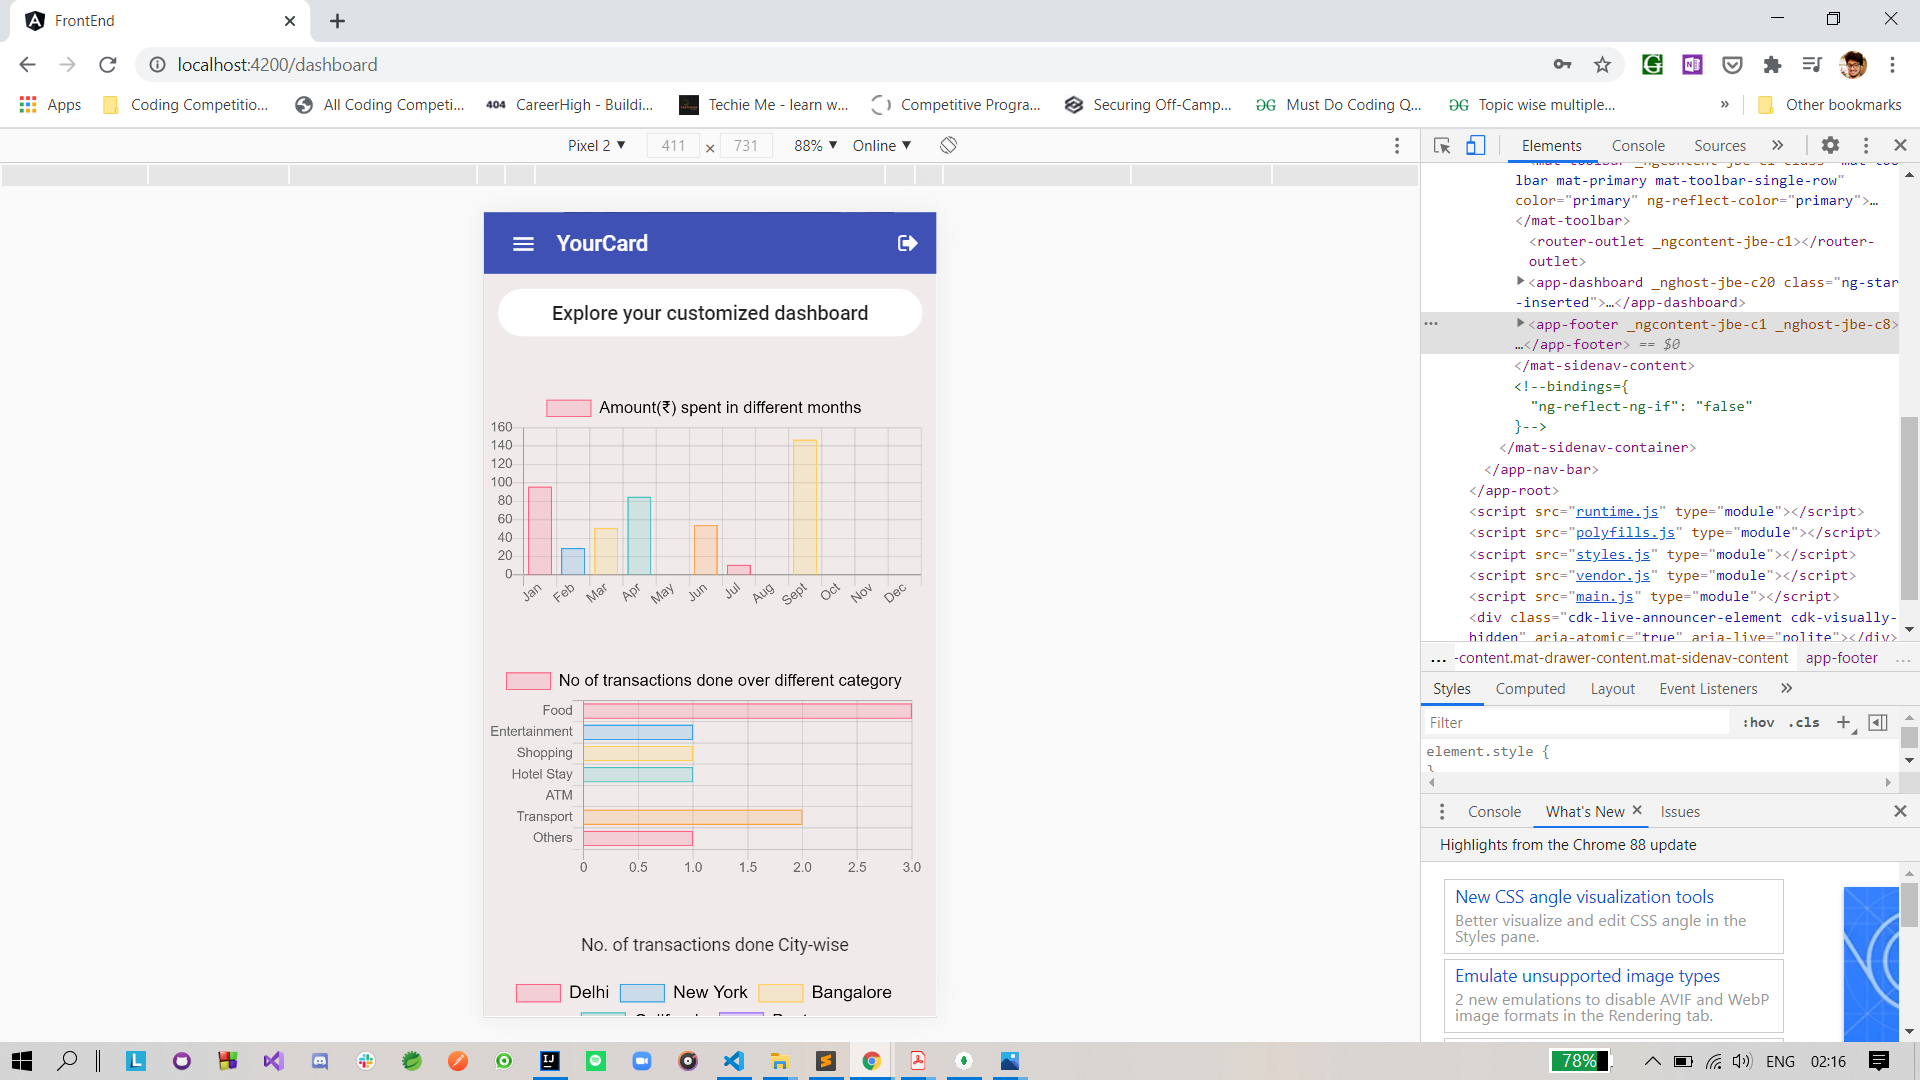 FrontEnd
localhost:4200/dashboard
Apps Coding Competitio... All Coding Competi... 404 CareerHigh - Buildi... Techie Me - learn w... Competitive Progra... Securing Off-Camp... Must Do Coding Q... Topic wise multiple... » Other bookmarks
Pixel 2 ▼ 411 × 731 88% ▼ Online ▼
YourCard
Explore your customized dashboard
Amount(₹) spent in different months
160
140
120
100
80
60
40
20
0
Jan Feb Mar Apr May Jun Jul Aug Sept Oct Nov Dec
No of transactions done over different category
Food
Entertainment
Shopping
Hotel Stay
ATM
Transport
Others
0 0.5 1.0 1.5 2.0 2.5 3.0
No. of transactions done City-wise
Delhi New York Bangalore
Elements Console Sources »
lbar mat-primary mat-toolbar-single-row"
color="primary" ng-reflect-color="primary">…
</mat-toolbar>
<router-outlet _ngcontent-jbe-c1></router-
outlet>
<app-dashboard _nghost-jbe-c20 class="ng-star
-inserted">…</app-dashboard>
<app-footer _ngcontent-jbe-c1 _nghost-jbe-c8>
…</app-footer> == $0
</mat-sidenav-content>
<!--bindings={
"ng-reflect-ng-if": "false"
}-->
</mat-sidenav-container>
</app-nav-bar>
</app-root>
<script src="runtime.js" type="module"></script>
<script src="polyfills.js" type="module"></script>
<script src="styles.js" type="module"></script>
<script src="vendor.js" type="module"></script>
<script src="main.js" type="module"></script>
<div class="cdk-live-announcer-element cdk-visually-
hidden" aria-atomic="true" aria-live="polite"></div>
... -content.mat-drawer-content.mat-sidenav-content app-footer ...
Styles Computed Layout Event Listeners »
Filter :hov .cls +
element.style {
}
Console What's New × Issues
Highlights from the Chrome 88 update
New CSS angle visualization tools
Better visualize and edit CSS angle in the
Styles pane.
Emulate unsupported image types
2 new emulations to disable AVIF and WebP
image formats in the Rendering tab.
78% ENG 02:16